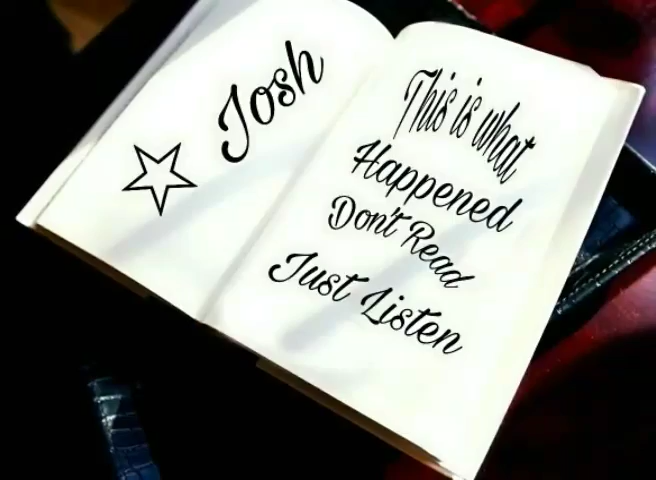 Josh
This is what
Happened
Don't Read
Just Listen